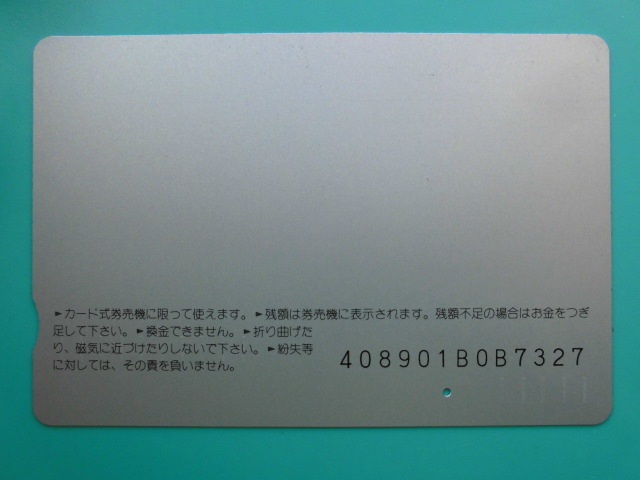 ►カード式券売機に限って使えます。►残額は券売機に表示されます。残額不足の場合はお金をつぎ
足して下さい。►換金できません。►折り曲げた
り、磁気に近づけたりしないで下さい。►紛失等
に対しては、その責を負いません。
408901B0B7327